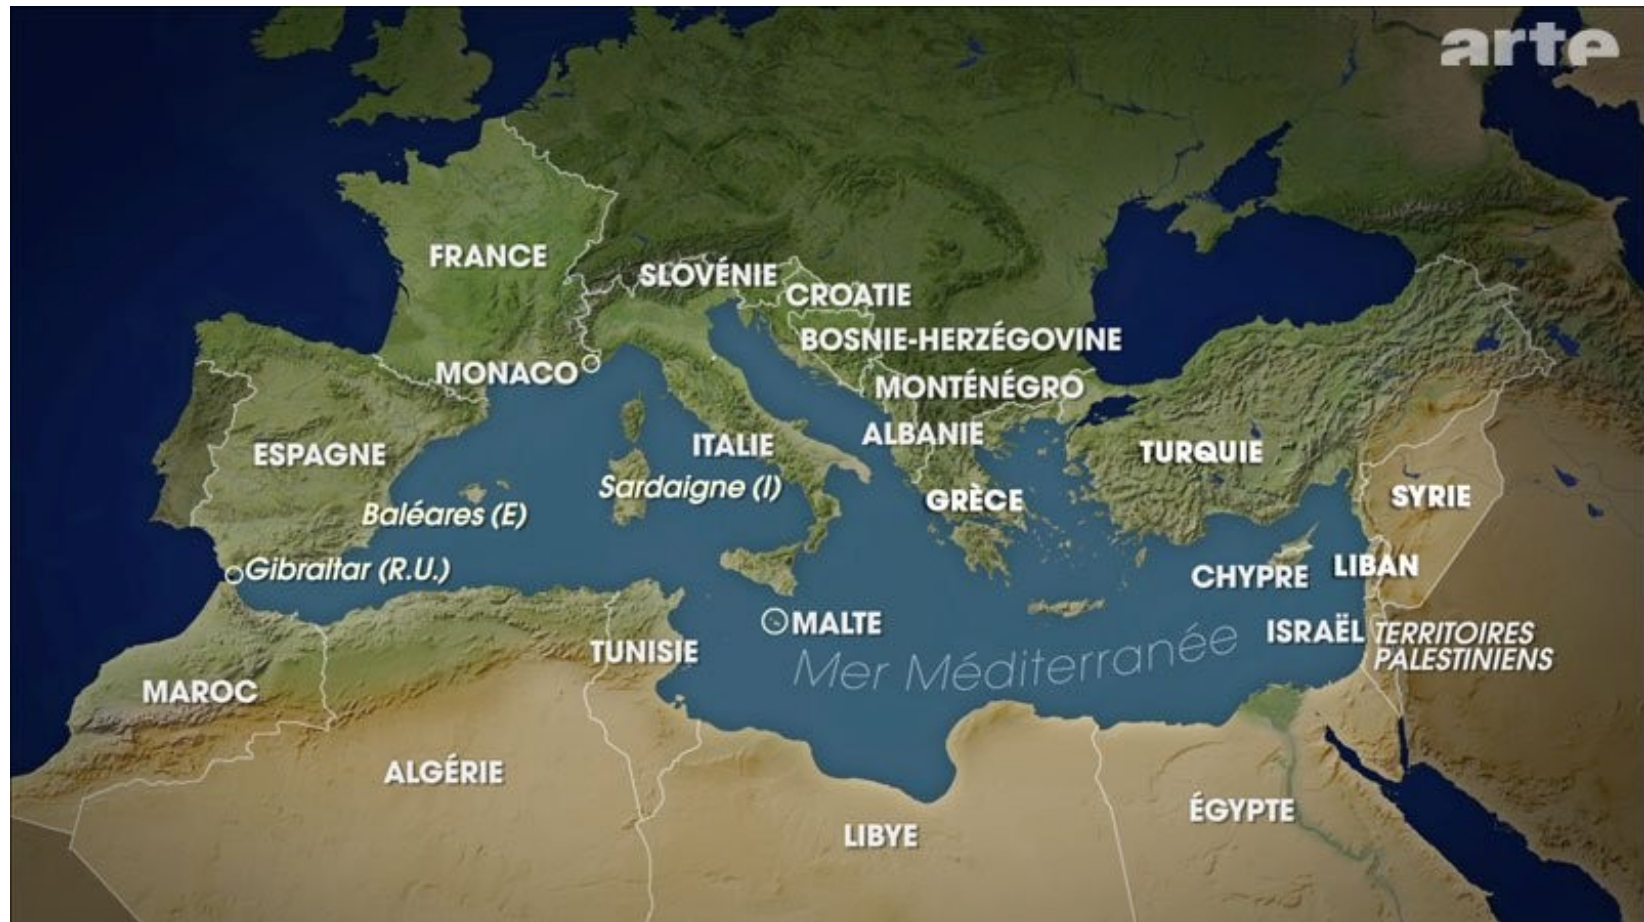 arte
FRANCE
SLOVÉNIE
CROATIE
BOSNIE-HERZÉGOVINE
MONACO
MONTÉNÉGRO
ALBANIE
ITALIE
ESPAGNE
TURQUIE
Sardaigne (I)
GRÈCE
SYRIE
Baléares (E)
Gibraltar (R.U.)
CHYPRE
LIBAN
MALTE
ISRAËL
TERRITOIRES
PALESTINIENS
TUNISIE
Mer Méditerranée
MAROC
ALGÉRIE
ÉGYPTE
LIBYE